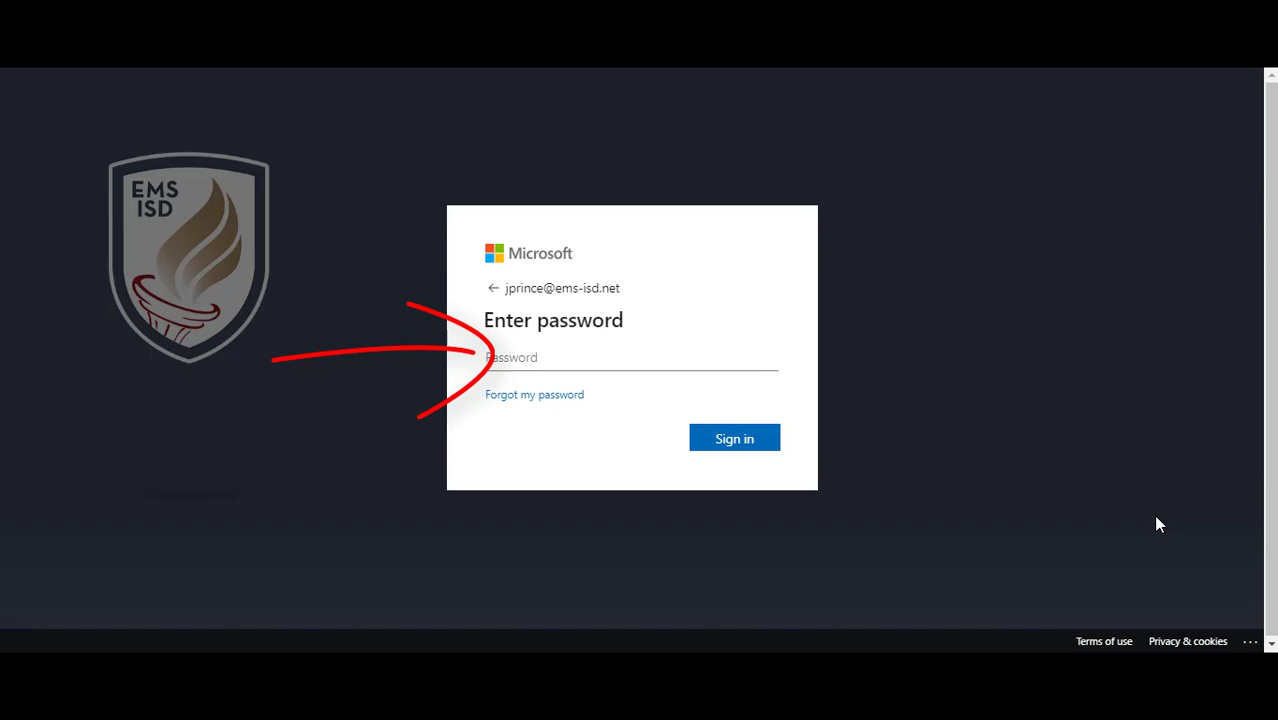 EMS
ISD
Microsoft
← jprince@ems-isd.net
Enter password
Password
Forgot my password
Sign in
Terms of use Privacy & cookies ...